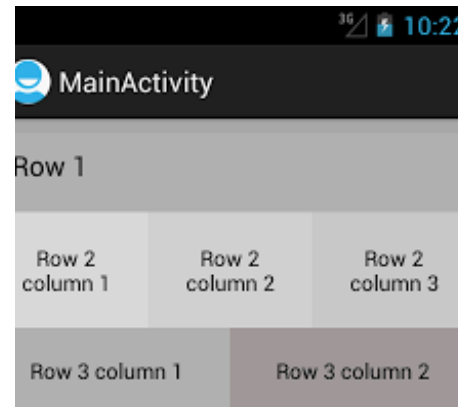 3G 10:22
MainActivity
Row 1
Row 2 Row 2 Row 2
column 1 column 2 column 3
Row 3 column 1 Row 3 column 2